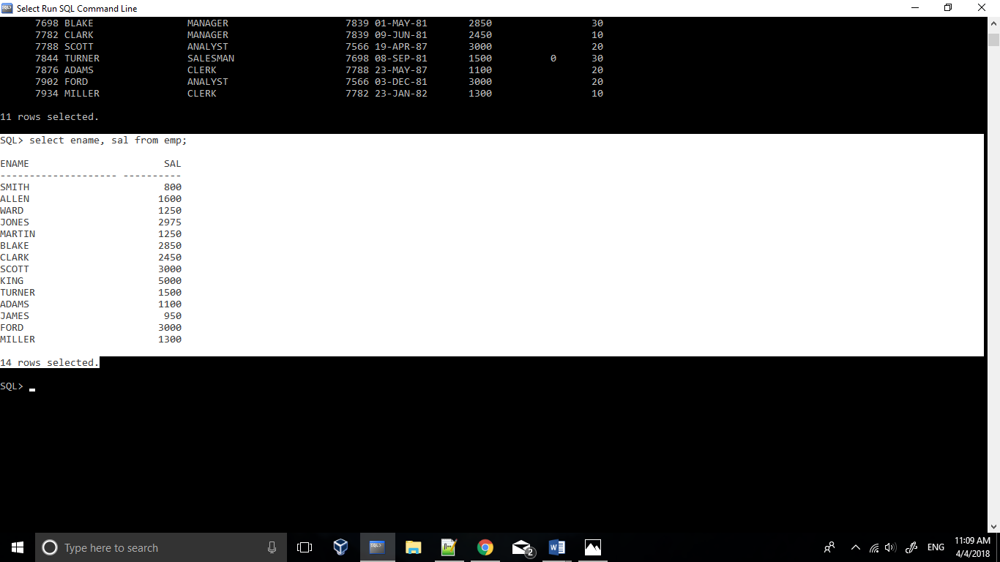 Select Run SQL Command Line
7698 BLAKE MANAGER 7839 01-MAY-81 2850 30
7782 CLARK MANAGER 7839 09-JUN-81 2450 10
7788 SCOTT ANALYST 7566 19-APR-87 3000 20
7844 TURNER SALESMAN 7698 08-SEP-81 1500 0 30
7876 ADAMS CLERK 7788 23-MAY-87 1100 20
7902 FORD ANALYST 7566 03-DEC-81 3000 20
7934 MILLER CLERK 7782 23-JAN-82 1300 10
11 rows selected.
SQL> select ename, sal from emp;
ENAME SAL
-------------------- ----------
SMITH 800
ALLEN 1600
WARD 1250
JONES 2975
MARTIN 1250
BLAKE 2850
CLARK 2450
SCOTT 3000
KING 5000
TURNER 1500
ADAMS 1100
JAMES 950
FORD 3000
MILLER 1300
14 rows selected.
SQL>
Type here to search
2
ENG
11:09 AM
4/4/2018